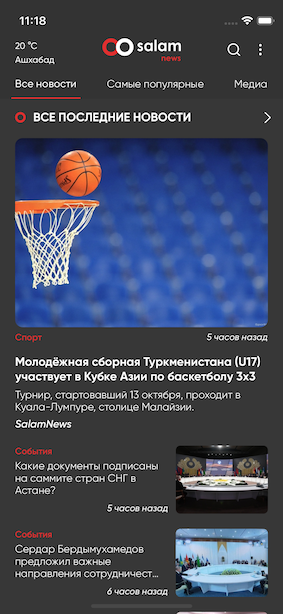 11:18
20 °C
Ашхабад
salam
news
Все новости
Самые популярные
Медиа
ВСЕ ПОСЛЕДНИЕ НОВОСТИ
Спорт
5 часов назад
Молодёжная сборная Туркменистана (U17)
участвует в Кубке Азии по баскетболу 3x3
Турнир, стартовавший 13 октября, проходит в
Куала-Лумпуре, столице Малайзии.
SalamNews
События
Какие документы подписаны
на саммите стран СНГ в
Астане?
5 часов назад
События
Сердар Бердымухамедов
предложил важные
направления сотрудничест...
6 часов назад